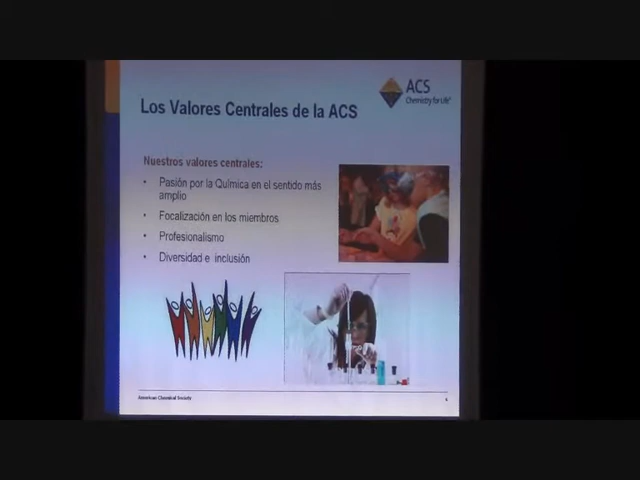 ACS
Chemistry for Life®
Los Valores Centrales de la ACS
Nuestros valores centrales:
• Pasión por la Química en el sentido más
amplio
• Focalización en los miembros
• Profesionalismo
• Diversidad e inclusión
American Chemical Society
6